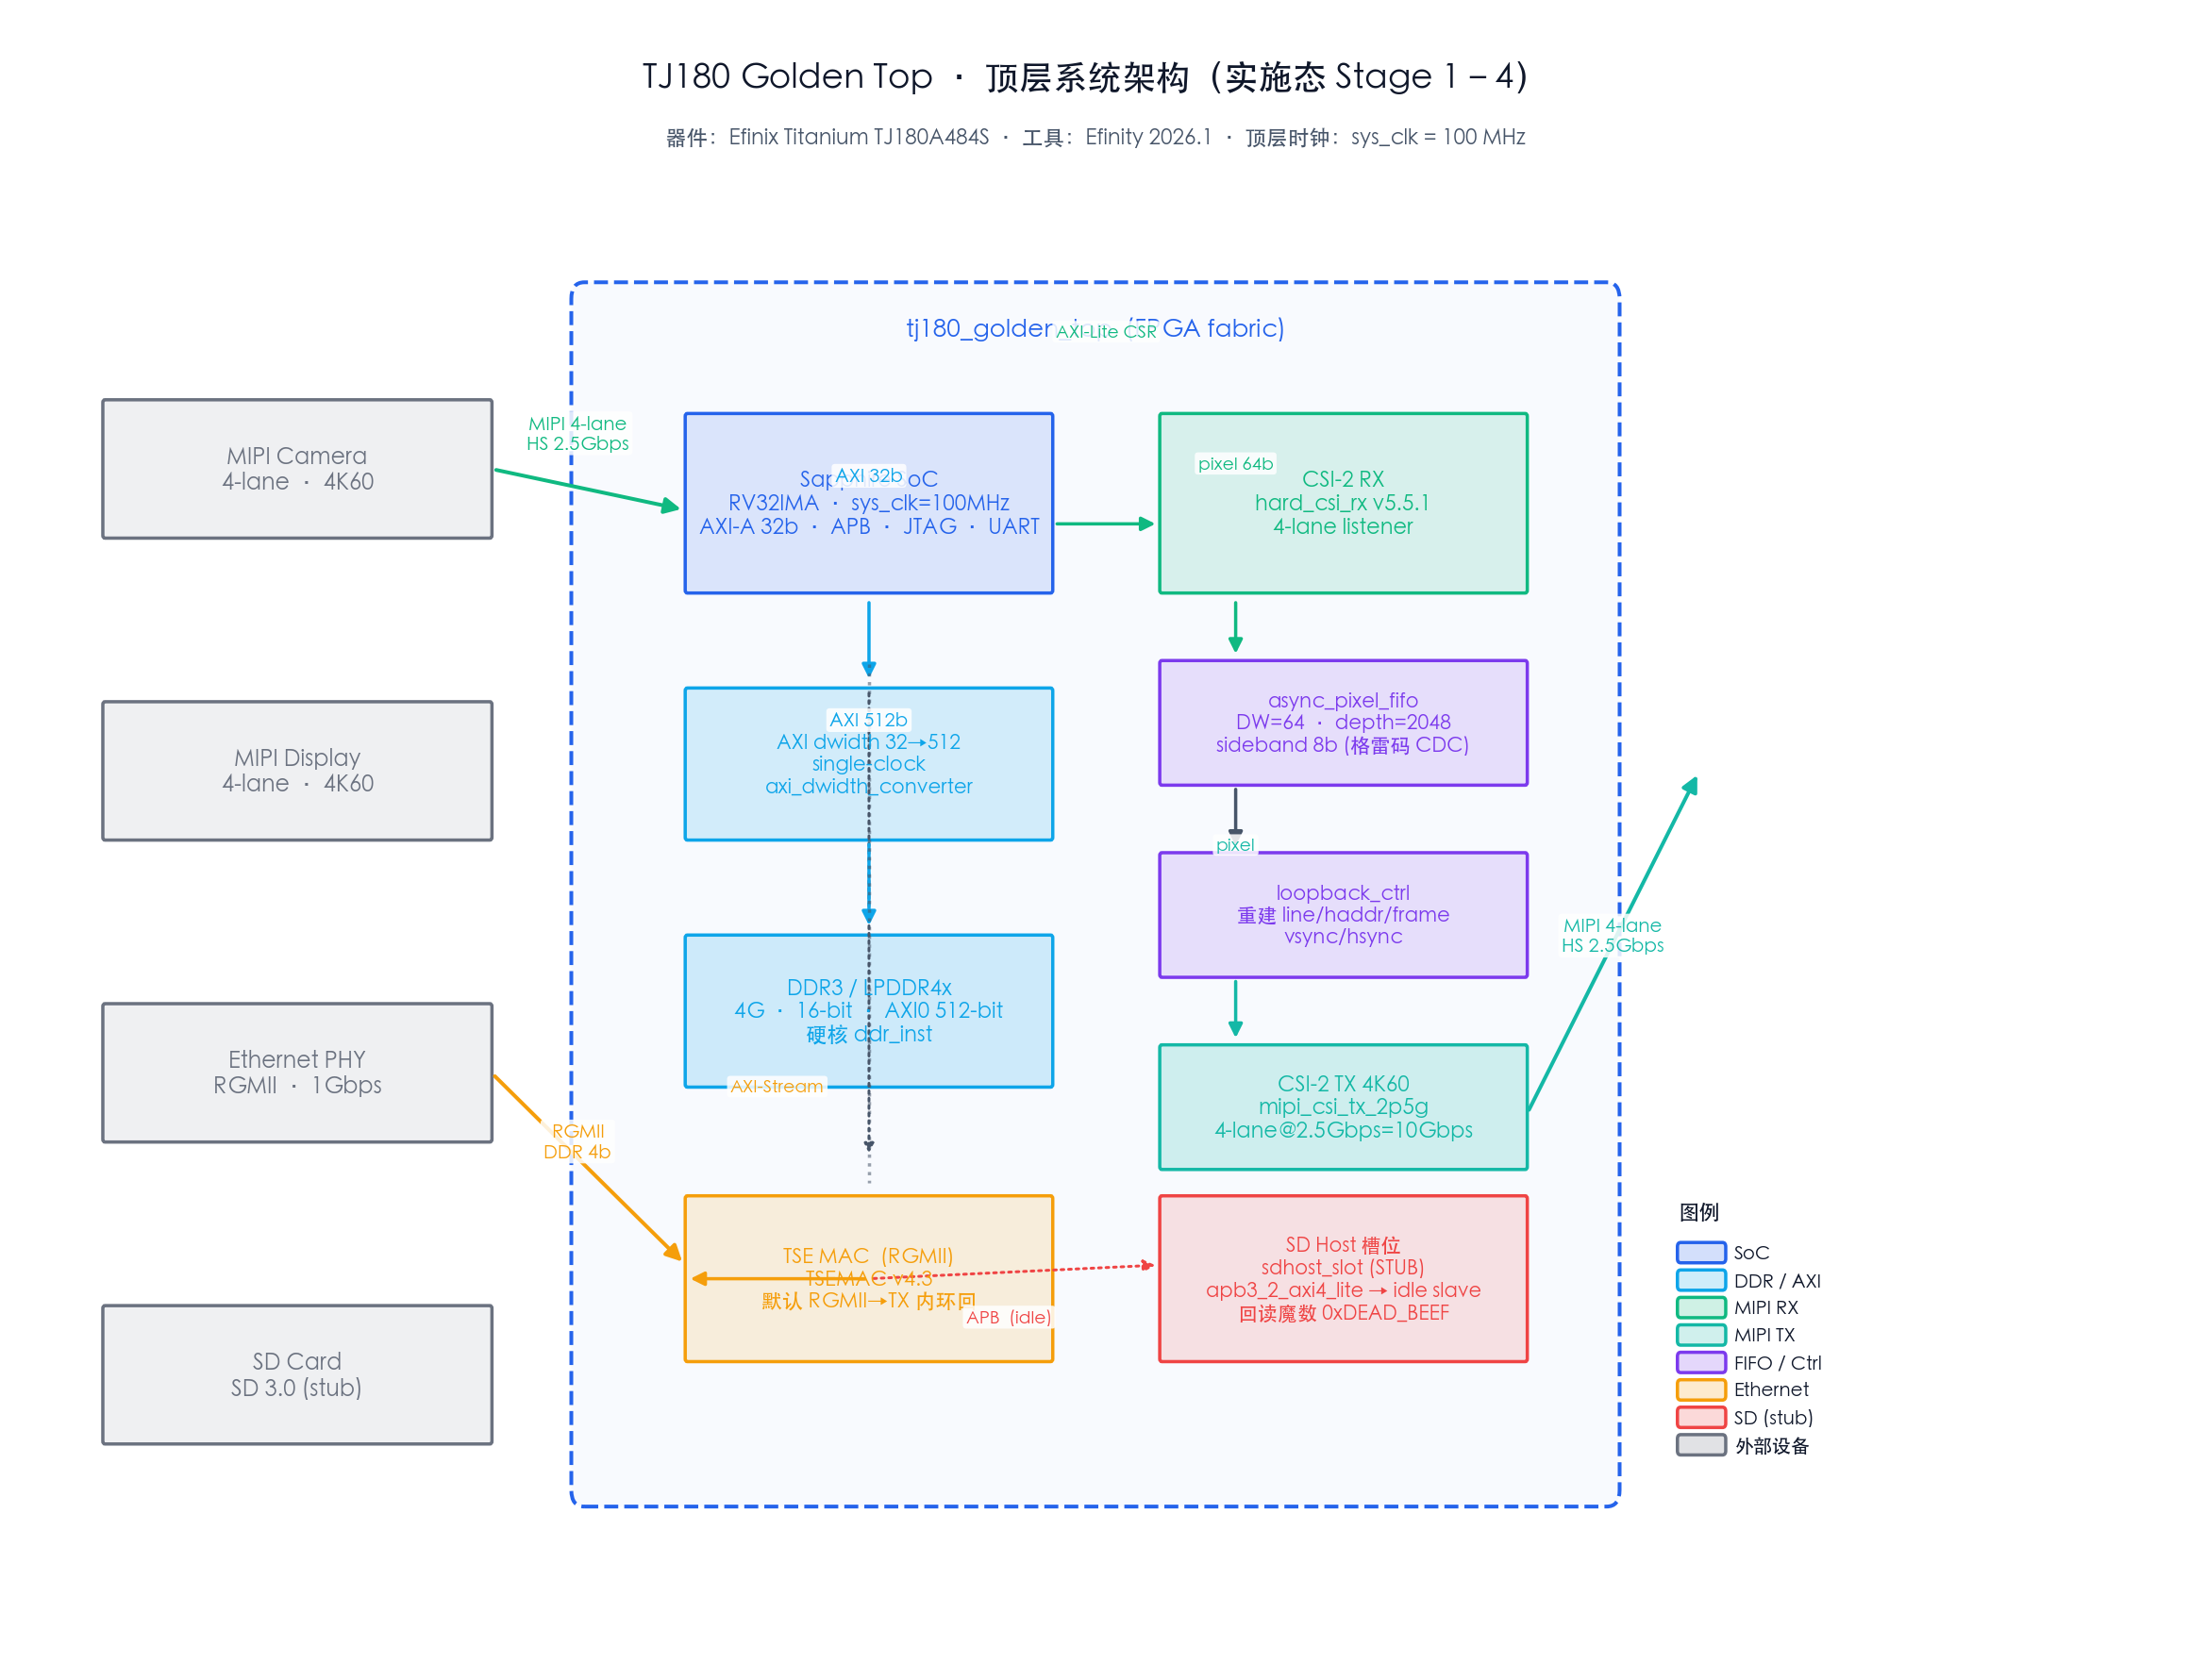 TJ180 Golden Top · 顶层系统架构（实施态 Stage 1 – 4）
器件：Efinix Titanium TJ180A484S · 工具：Efinity 2026.1 · 顶层时钟：sys_clk = 100 MHz
tj180_golden (FPGA fabric)
AXI-Lite CSR
MIPI Camera
4-lane · 4K60
MIPI 4-lane
HS 2.5Gbps
AXI 32b
RV32IMA · sys_clk=100MHz
AXI-A 32b · APB · JTAG · UART
pixel 64b
CSI-2 RX
hard_csi_rx v5.5.1
4-lane listener
MIPI Display
4-lane · 4K60
AXI 512b
AXI dwidth 32→512
single-clock
axi_dwidth_converter
async_pixel_fifo
DW=64 · depth=2048
sideband 8b (格雷码 CDC)
pixel
loopback_ctrl
重建 line/haddr/frame
vsync/hsync
MIPI 4-lane
HS 2.5Gbps
Ethernet PHY
RGMII · 1Gbps
RGMII
DDR 4b
DDR3 / LPDDR4x
4G · 16-bit AXI0 512-bit
硬核 ddr_inst
AXI-Stream
CSI-2 TX 4K60
mipi_csi_tx_2p5g
4-lane@2.5Gbps=10Gbps
SD Card
SD 3.0 (stub)
TSE MAC (RGMII)
TSEMAC v4.3
默认 RGMII→TX 内环回
APB (idle)
SD Host 槽位
sdhost_slot (STUB)
apb3_2_axi4_lite → idle slave
回读魔数 0xDEAD_BEEF
图例
SoC
DDR / AXI
MIPI RX
MIPI TX
FIFO / Ctrl
Ethernet
SD (stub)
外部设备